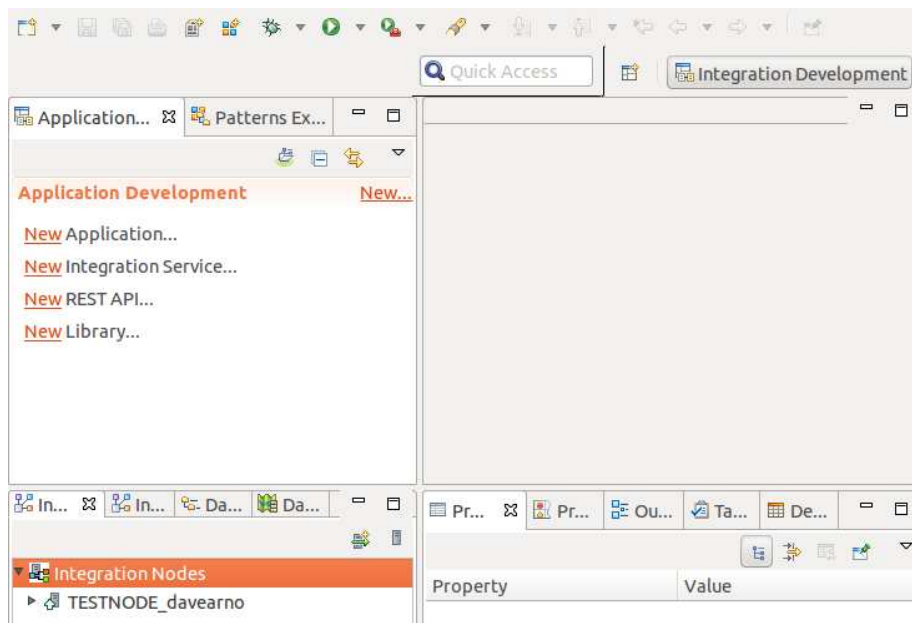 Quick Access
Integration Development
Application... Patterns Ex...
Application Development New...
New Application...
New Integration Service...
New REST API...
New Library...
In... In... Da... Da...
Pr... Pr... Ou... Ta... De...
Integration Nodes
TESTNODE_davearno
Property Value